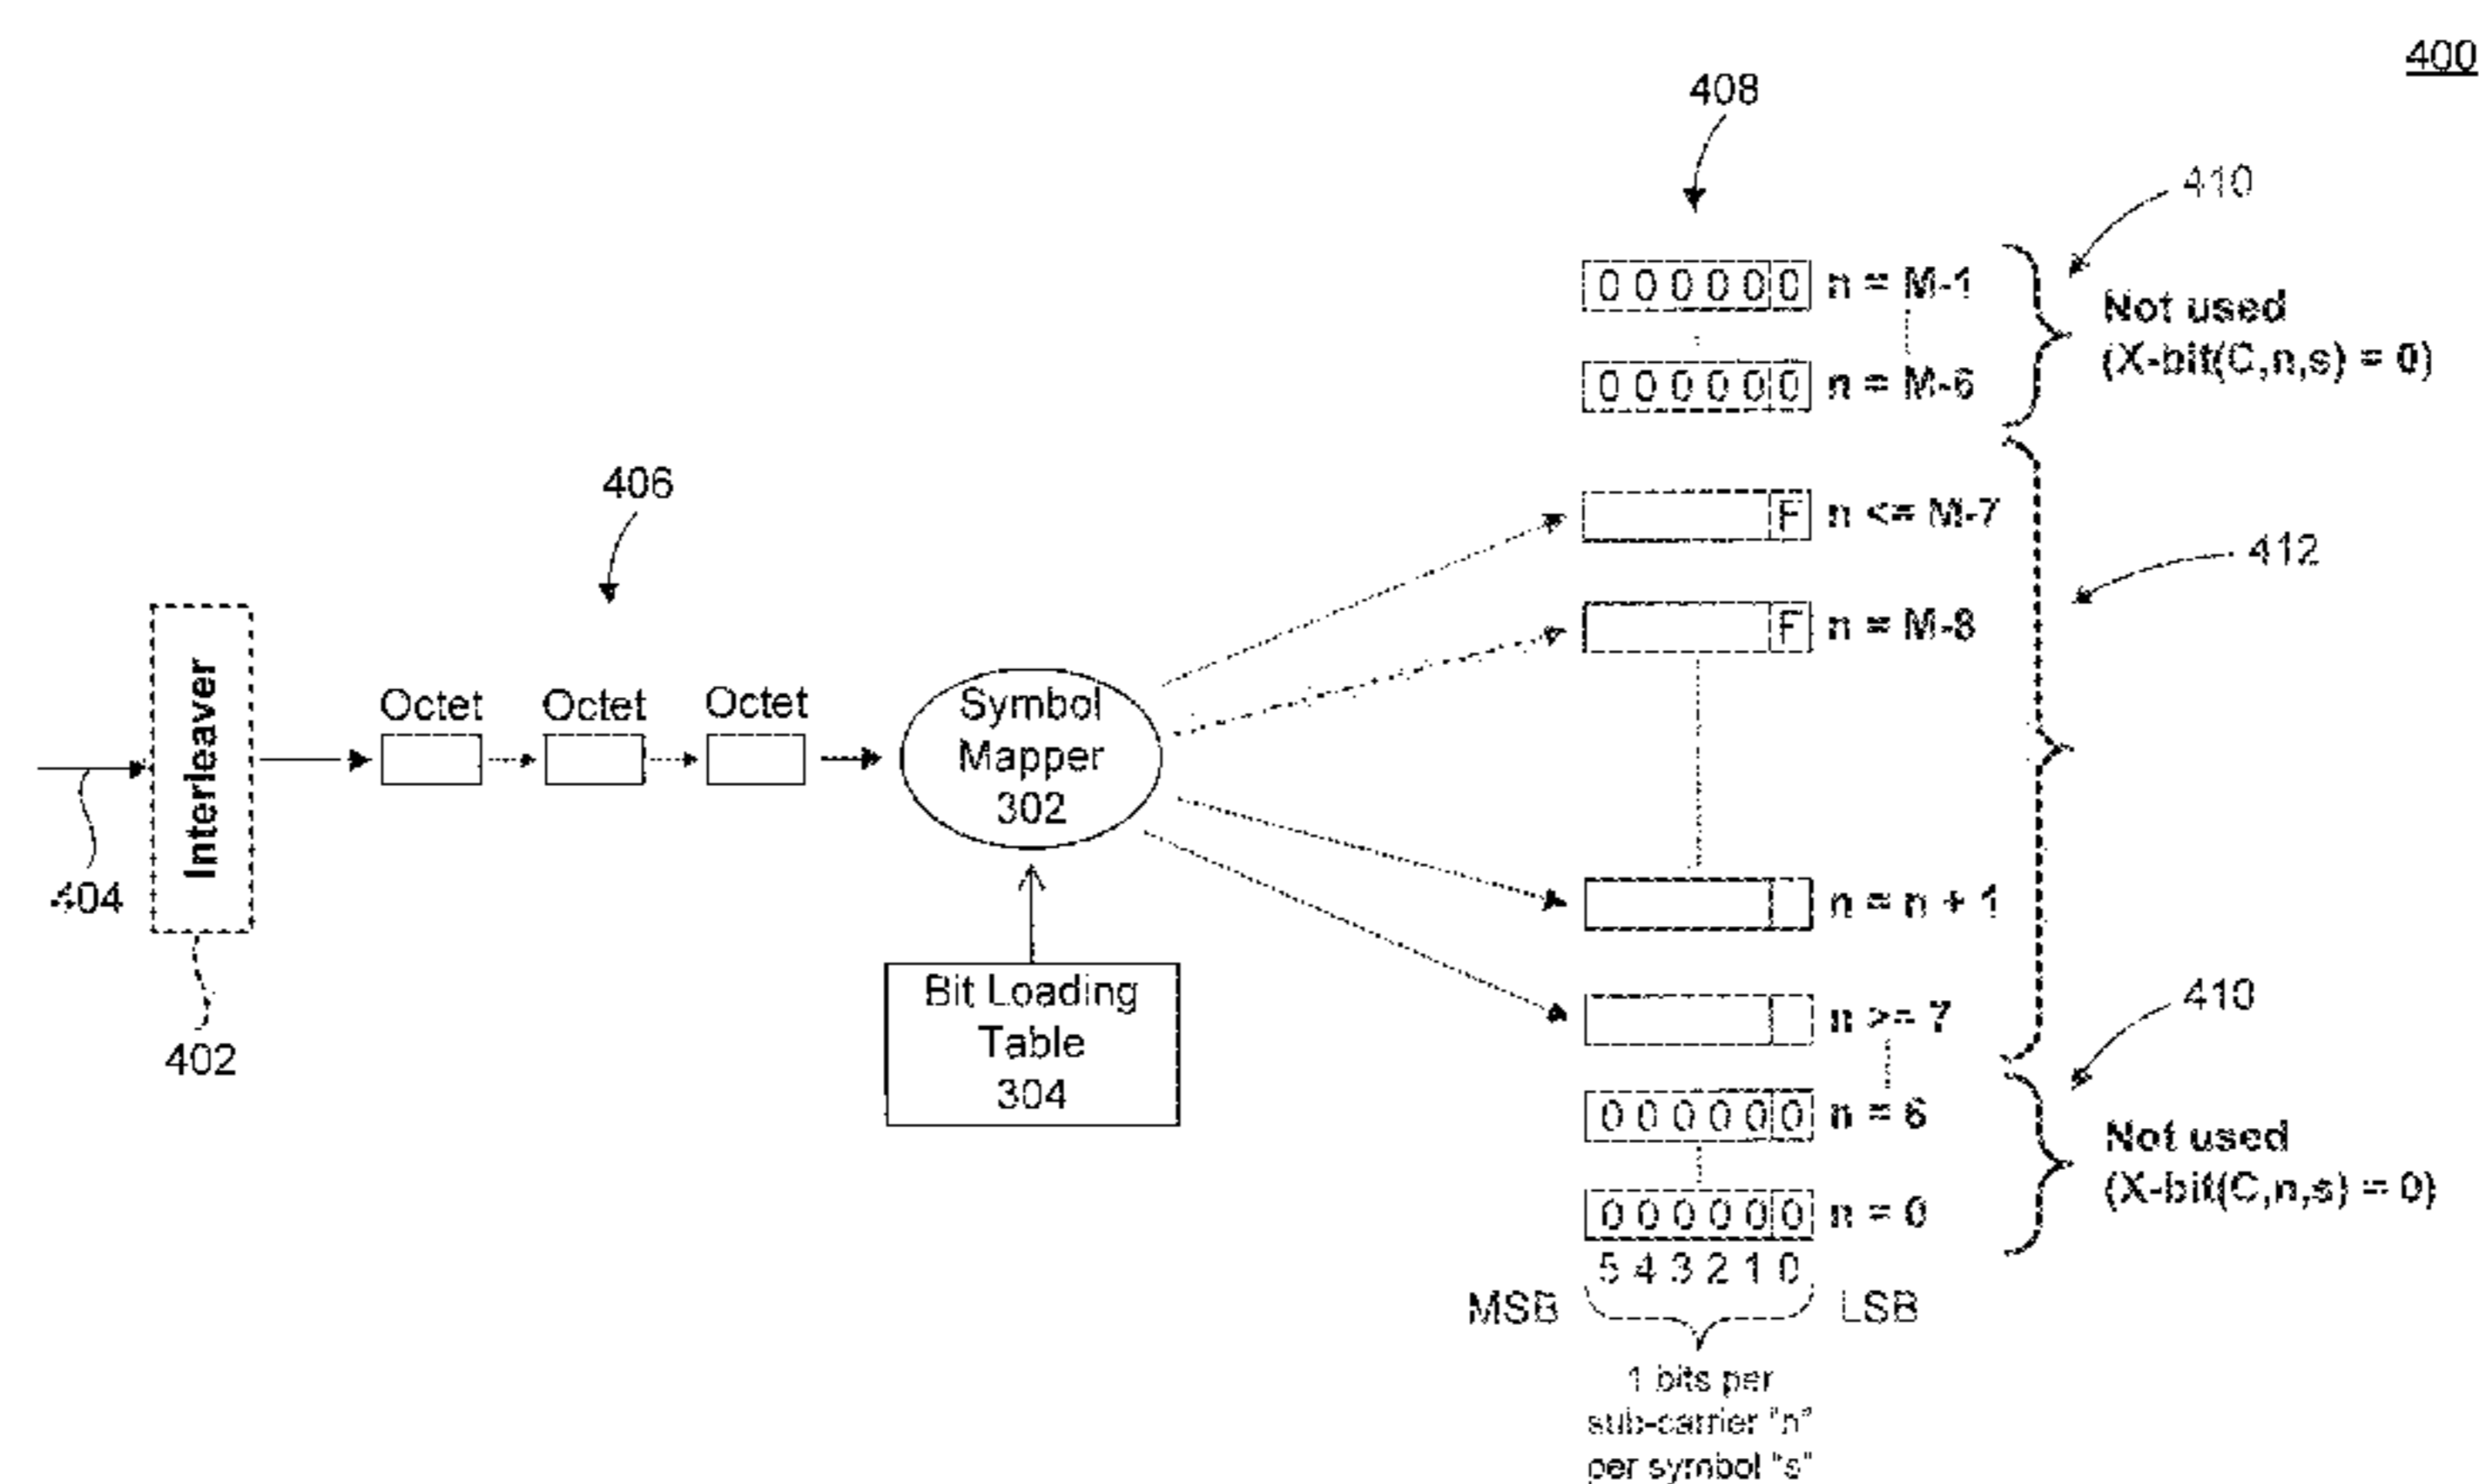 400
408
410
0 0 0 0 0 0 n = M-1
Not used
(X-bit(C,n,s) = 0)
0 0 0 0 0 0 n = M-6
406
F n <= M-7
412
F n = M-8
Interleaver
Octet Octet Octet
Symbol
Mapper
302
404
n = n + 1
Bit Loading
Table
304
402
n >= 7
410
0 0 0 0 0 0 n = 6
Not used
(X-bit(C,n,s) = 0)
0 0 0 0 0 0 n = 0
5 4 3 2 1 0
MSB LSB
1 bits per
sub-carrier "n"
per symbol "s"